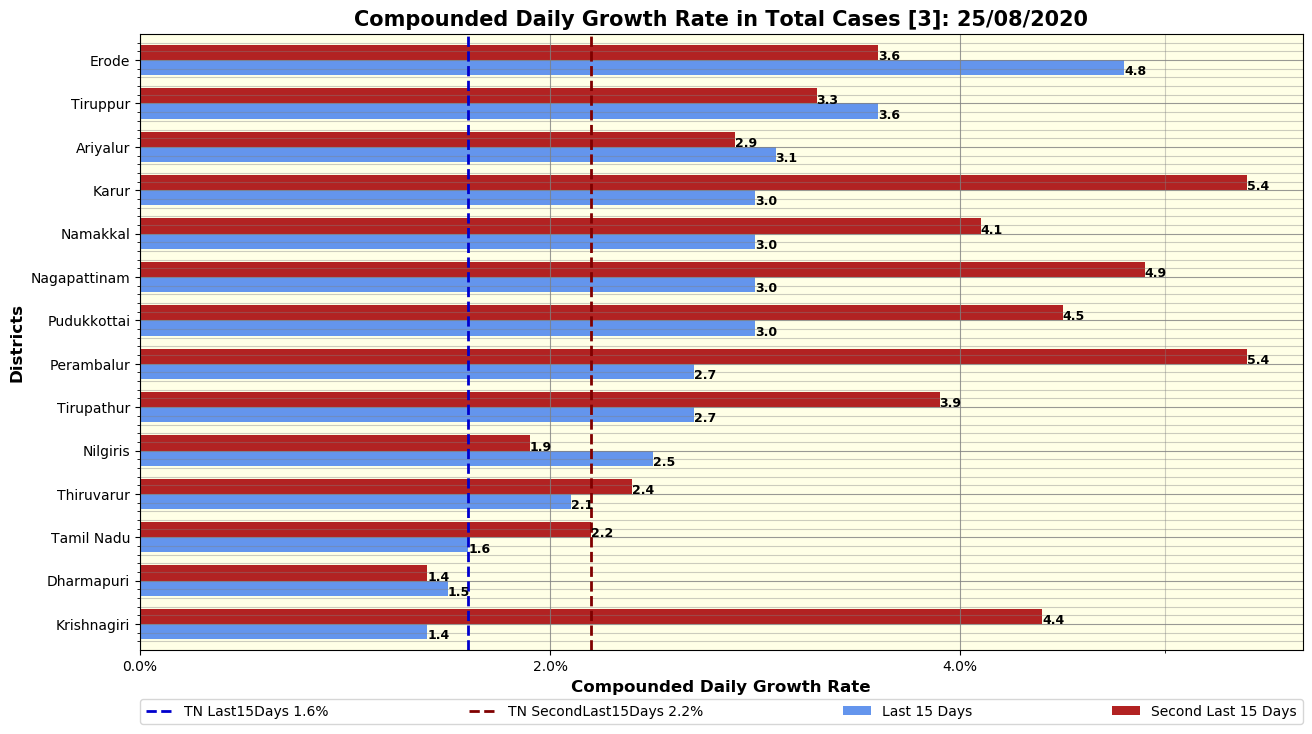 Compounded Daily Growth Rate in Total Cases [3]: 25/08/2020
Districts
Erode
3.6
4.8
Tiruppur
3.3
3.6
Ariyalur
2.9
3.1
Karur
5.4
3.0
Namakkal
4.1
3.0
Nagapattinam
4.9
3.0
Pudukkottai
4.5
3.0
Perambalur
5.4
2.7
Tirupathur
3.9
2.7
Nilgiris
1.9
2.5
Thiruvarur
2.4
2.1
Tamil Nadu
2.2
1.6
Dharmapuri
1.4
1.5
Krishnagiri
4.4
1.4
0.0% 2.0% 4.0%
Compounded Daily Growth Rate
TN Last15Days 1.6% TN SecondLast15Days 2.2% Last 15 Days Second Last 15 Days